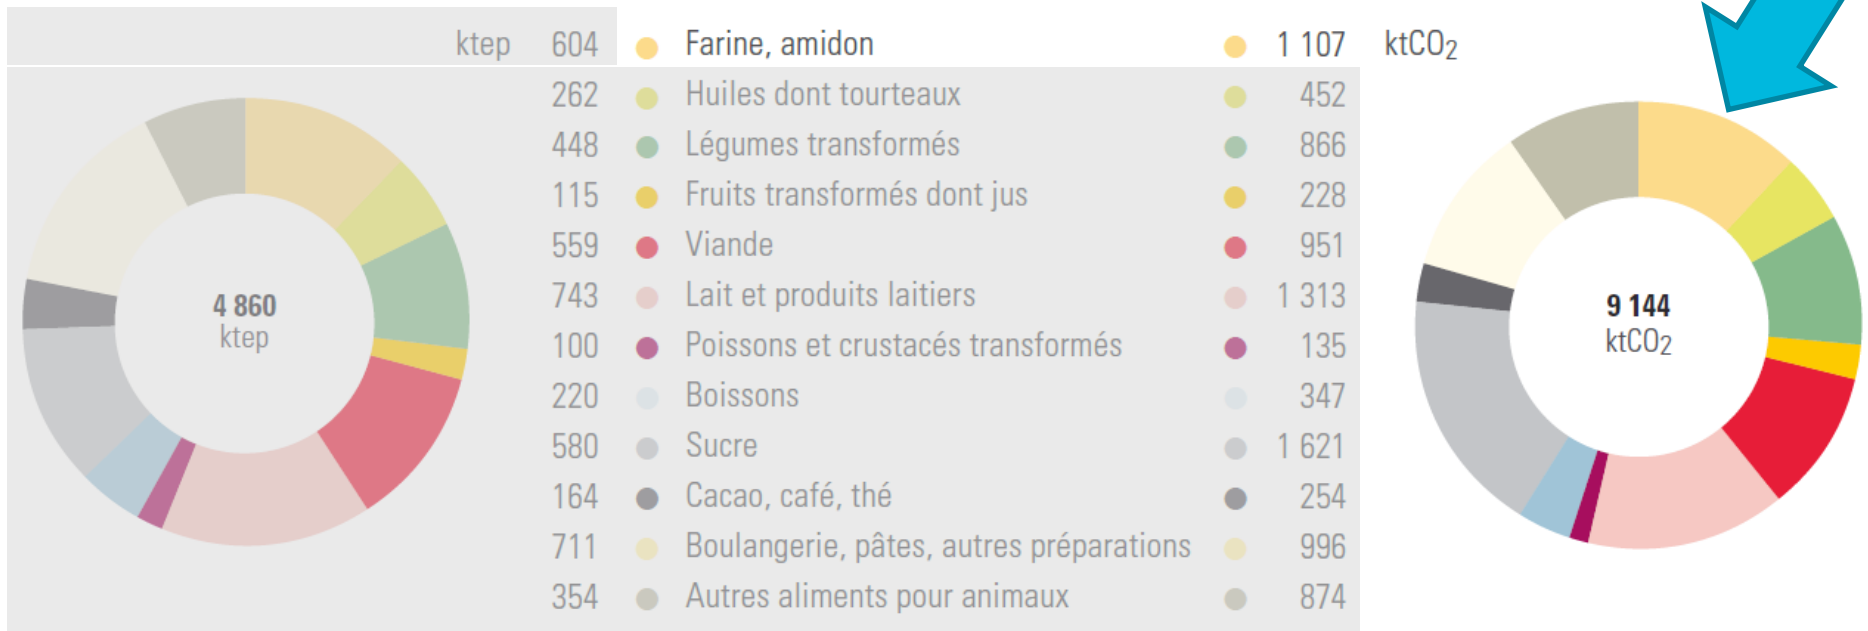 ktep 604 Farine, amidon 1 107 ktCO2
262 Huiles dont tourteaux 452
448 Légumes transformés 866
115 Fruits transformés dont jus 228
559 Viande 951
743 Lait et produits laitiers 1 313
100 Poissons et crustacés transformés 135
220 Boissons 347
580 Sucre 1 621
164 Cacao, café, thé 254
711 Boulangerie, pâtes, autres préparations 996
354 Autres aliments pour animaux 874
4 860
ktep
9 144
ktCO2